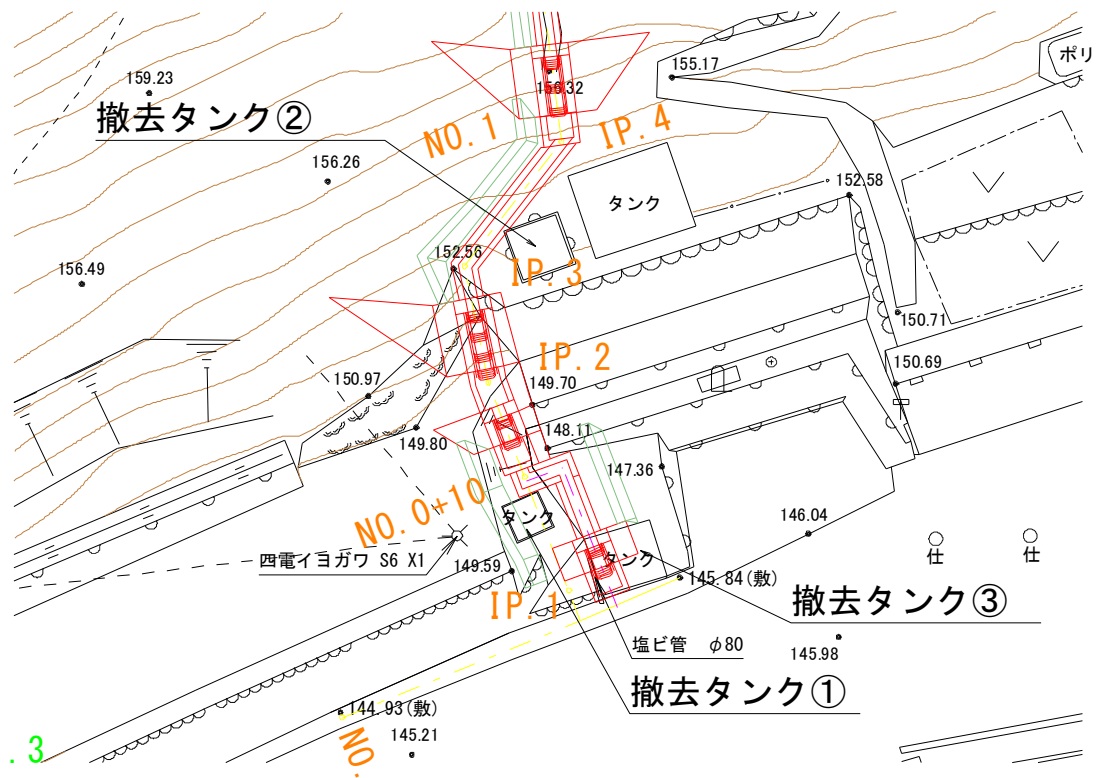 ポリ
155.17
159.23
156.32
撤去タンク②
NO. 1
IP. 4
156.26
152.58
タンク
152.56
156.49
IP. 3
150.71
IP. 2
150.69
149.70
150.97
148.11
149.80
147.36
NO. 0+10
タンク
146.04
四電イヨガワ S6 X1
149.59
タンク
仕
仕
145.84(敷)
IP. 1
撤去タンク③
塩ビ管 φ80
145.98
撤去タンク①
144.93(敷)
145.21
NO.
. 3